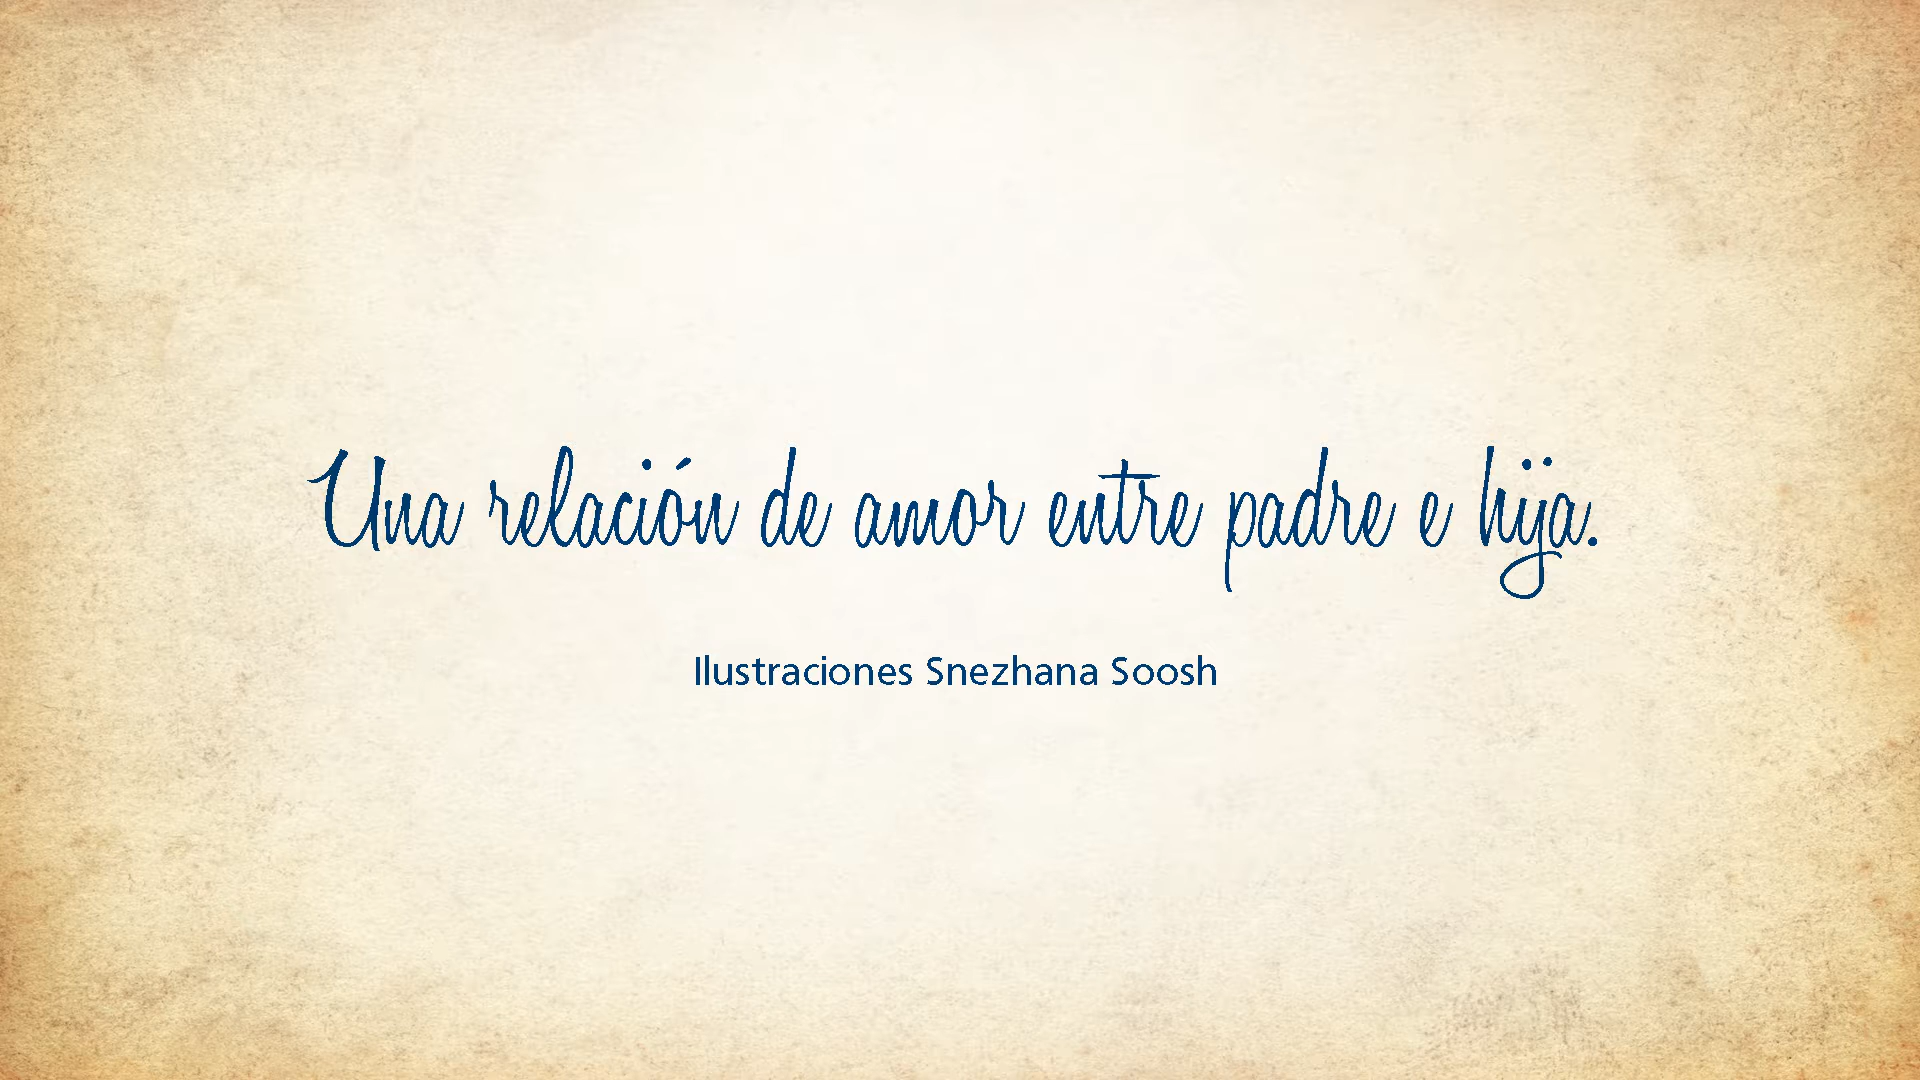 Una relación de amor entre padre e hija.
Ilustraciones Snezhana Soosh